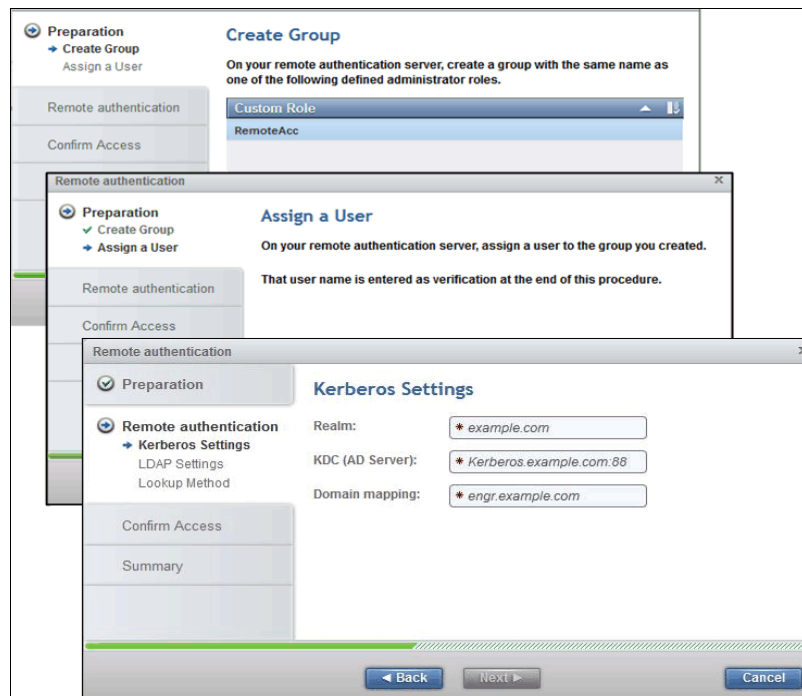 Preparation
Create Group
Assign a User
Remote authentication
Confirm Access
Create Group
On your remote authentication server, create a group with the same name as
one of the following defined administrator roles.
Custom Role
RemoteAcc
Remote authentication
Preparation
Create Group
Assign a User
Remote authentication
Confirm Access
Assign a User
On your remote authentication server, assign a user to the group you created.
That user name is entered as verification at the end of this procedure.
Remote authentication
Preparation
Remote authentication
Kerberos Settings
LDAP Settings
Lookup Method
Confirm Access
Summary
Kerberos Settings
Realm:
* example.com
KDC (AD Server):
* Kerberos.example.com:88
Domain mapping:
* engr.example.com
Back
Next
Cancel